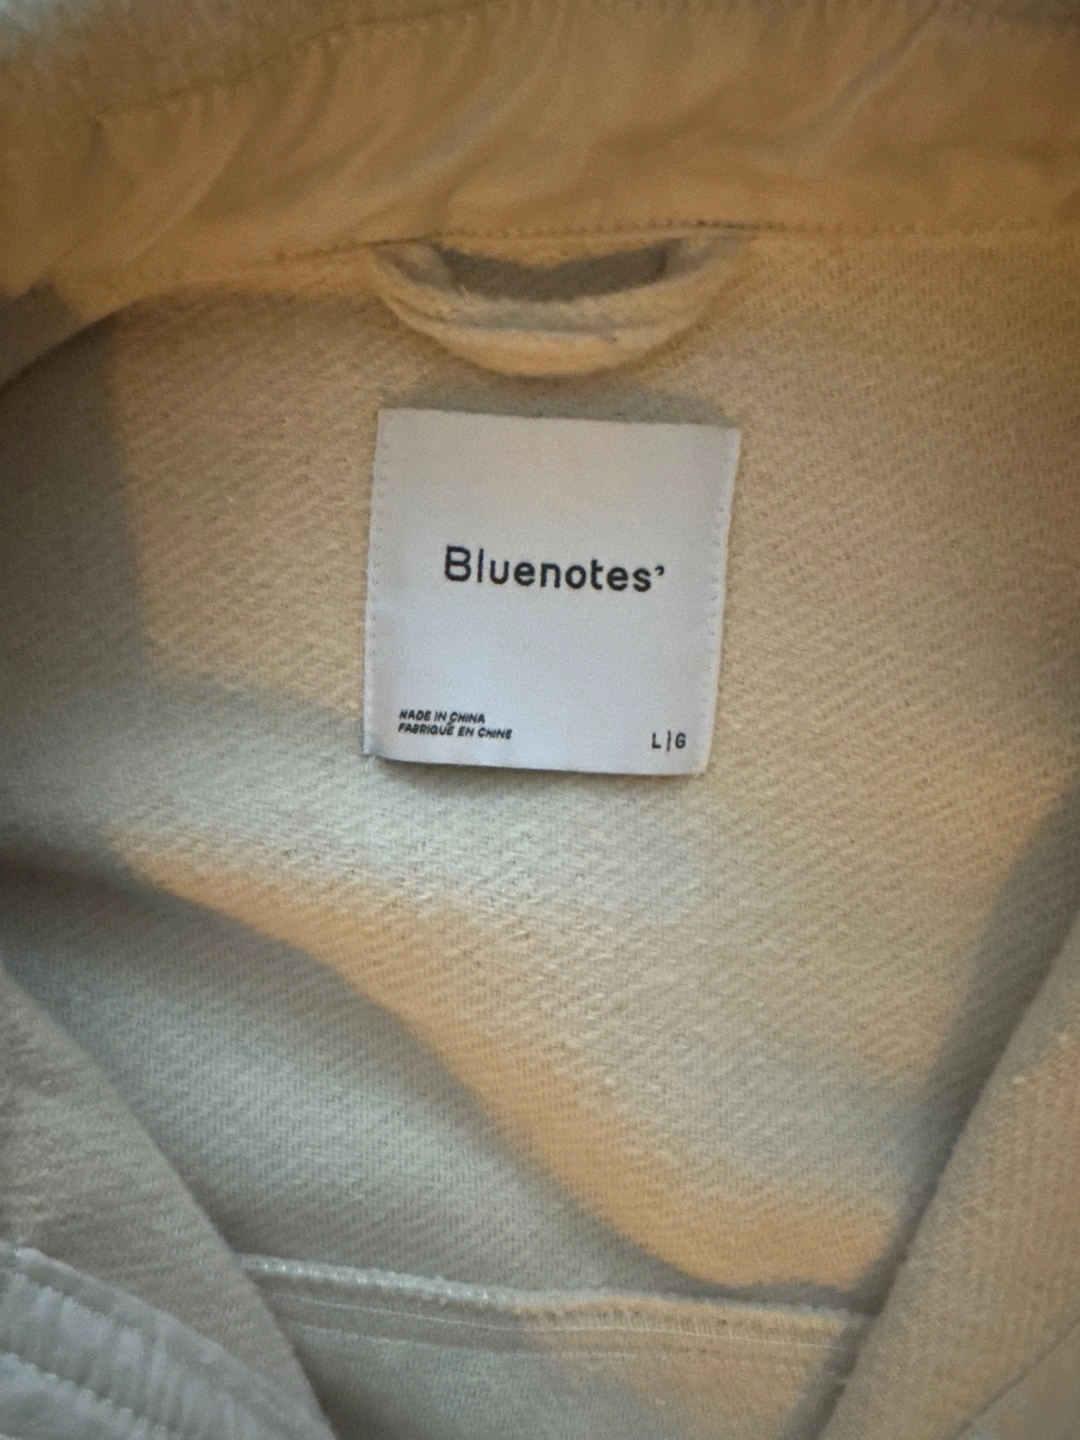 Bluenotes’
MADE IN CHINA
FABRIQUÉ EN CHINE
L|G